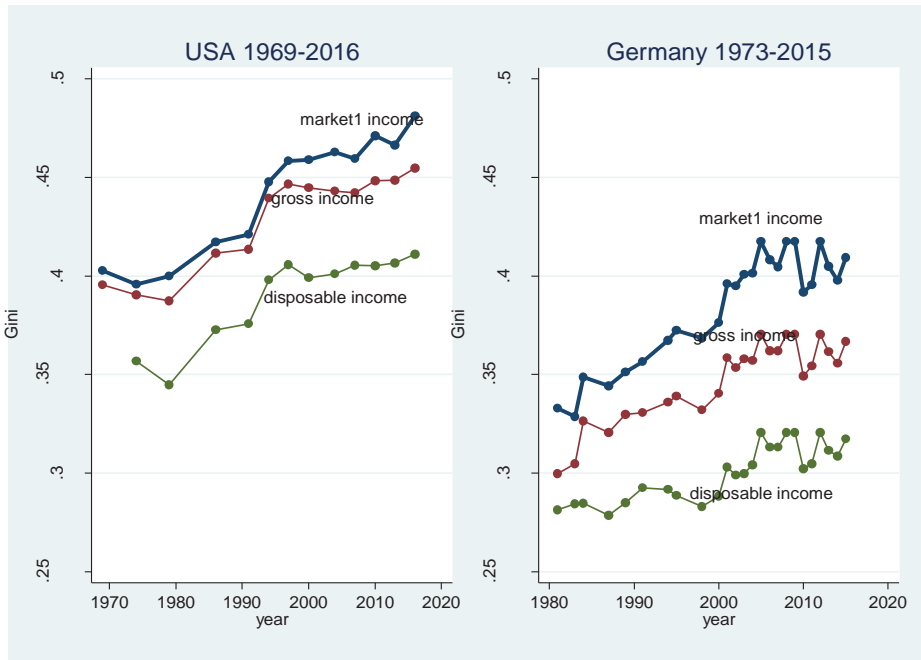 USA 1969-2016
Gini
.5
.45
.4
.35
.3
.25
market1 income
gross income
disposable income
1970 1980 1990 2000 2010 2020
year
Germany 1973-2015
Gini
.5
.45
.4
.35
.3
.25
market1 income
gross income
disposable income
1980 1990 2000 2010 2020
year